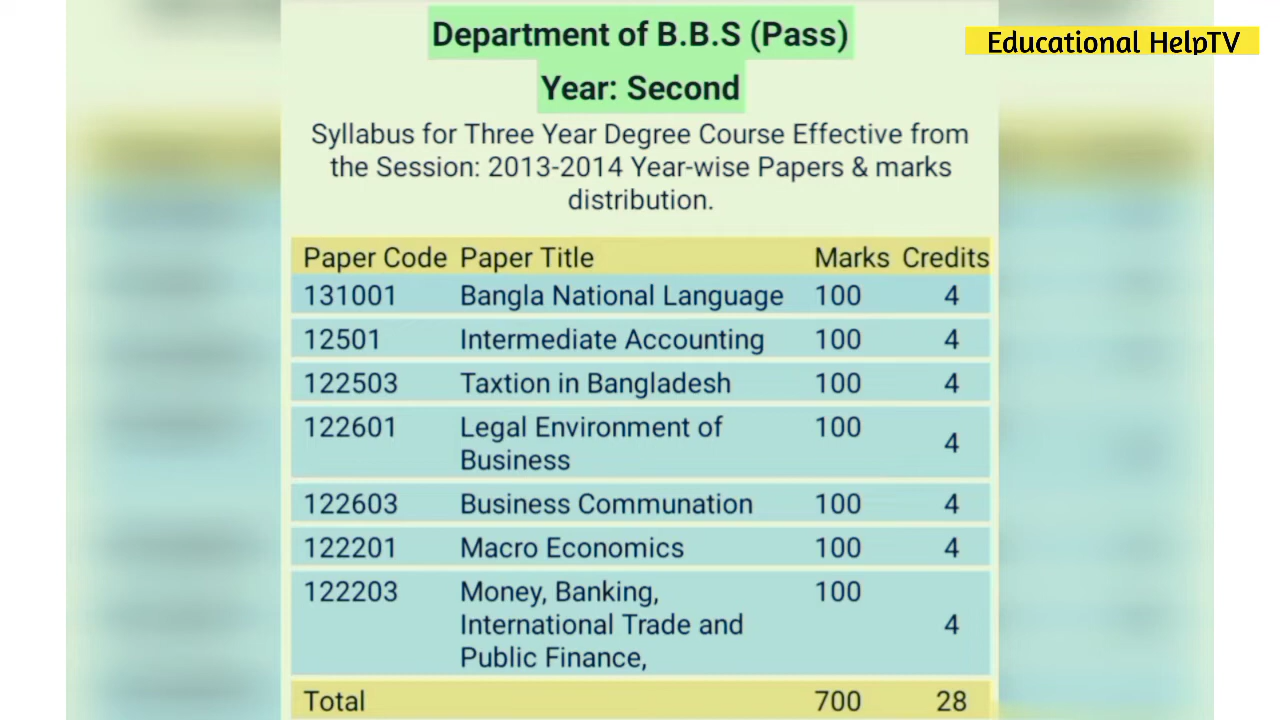 Department of B.B.S (Pass)
Educational HelpTV
Year: Second
Syllabus for Three Year Degree Course Effective from
the Session: 2013-2014 Year-wise Papers & marks
distribution.
Paper Code Paper Title Marks Credits
131001 Bangla National Language 100 4
12501 Intermediate Accounting 100 4
122503 Taxtion in Bangladesh 100 4
122601 Legal Environment of 100 4
Business
122603 Business Communation 100 4
122201 Macro Economics 100 4
122203 Money, Banking, 100
International Trade and 4
Public Finance,
Total 700 28